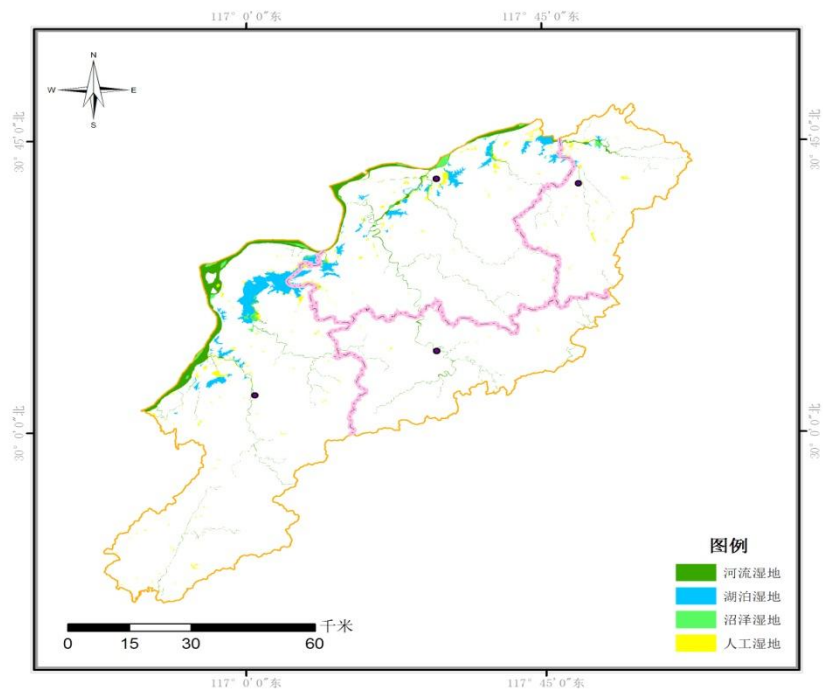 117° 0′0″东
117° 45′0″东
N
W
E
S
30° 45′0″北
30° 45′0″北
30° 0′0″北
30° 0′0″北
图例
河流湿地
湖泊湿地
沼泽湿地
人工湿地
千米
0 15 30 60
117° 0′0″东
117° 45′0″东